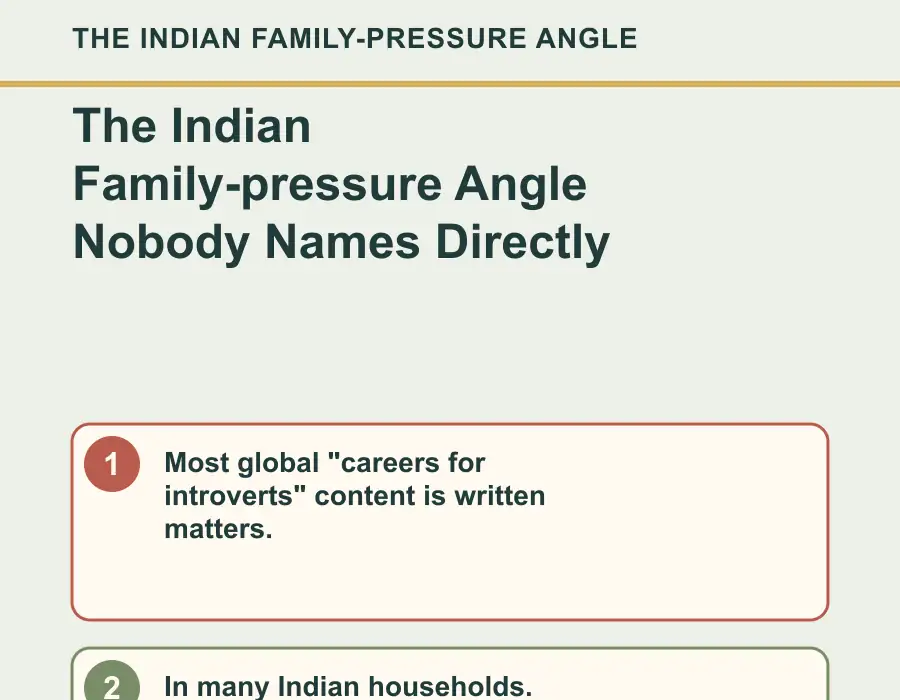 THE INDIAN FAMILY-PRESSURE ANGLE
The Indian
Family-pressure Angle
Nobody Names Directly
1
Most global "careers for
introverts" content is written
matters.
2
In many Indian households.